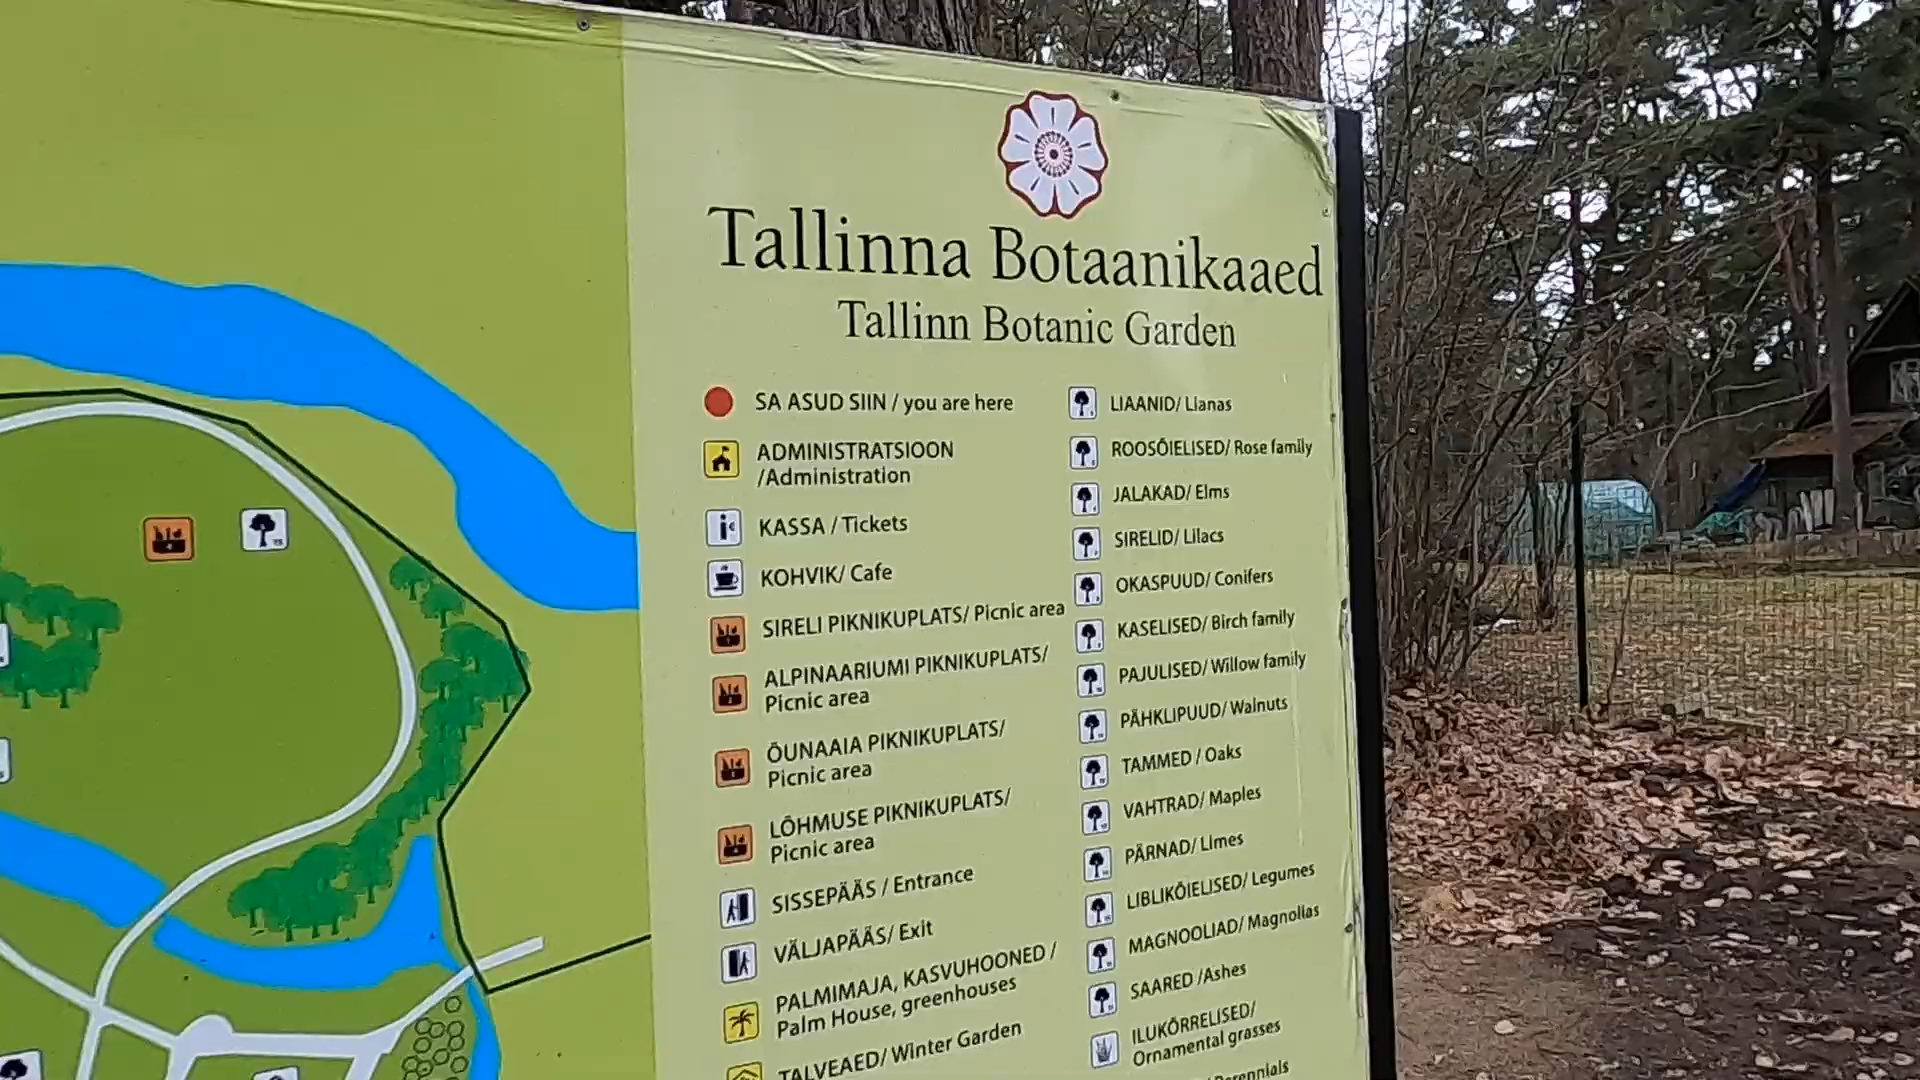 Tallinna Botaanikaaed
Tallinn Botanic Garden
SA ASUD SIIN / you are here
ADMINISTRATSIOON
/Administration
KASSA / Tickets
KOHVIK/ Cafe
SIRELI PIKNIKUPLATS/ Picnic area
ALPINAARIUMI PIKNIKUPLATS/
Picnic area
ÕUNAAIA PIKNIKUPLATS/
Picnic area
LÕHMUSE PIKNIKUPLATS/
Picnic area
SISSEPÄÄS / Entrance
VÄLJAPÄÄS/ Exit
PALMIMAJA, KASVUHOONED /
Palm House, greenhouses
TALVEAED/ Winter Garden
LIAANID/ Lianas
ROOSÕIELISED/ Rose family
JALAKAD/ Elms
SIRELID/ Lilacs
OKASPUUD/ Conifers
KASELISED/ Birch family
PAJULISED/ Willow family
PÄHKLIPUUD/ Walnuts
TAMMED / Oaks
VAHTRAD/ Maples
PÄRNAD/ Limes
LIBLIKÕIELISED/ Legumes
MAGNOOLIAD/ Magnolias
SAARED /Ashes
ILUKÕRRELISED/
Ornamental grasses
Perennials